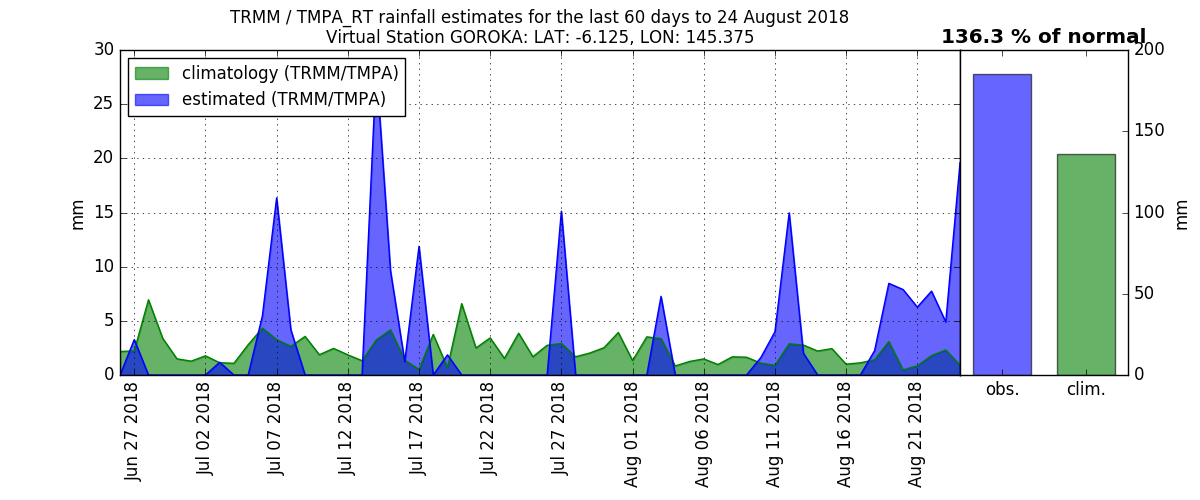 TRMM / TMPA_RT rainfall estimates for the last 60 days to 24 August 2018
Virtual Station GOROKA: LAT: -6.125, LON: 145.375
136.3 % of normal
climatology (TRMM/TMPA)
estimated (TRMM/TMPA)
30
25
20
15
10
5
0
mm
Jun 27 2018
Jul 02 2018
Jul 07 2018
Jul 12 2018
Jul 17 2018
Jul 22 2018
Jul 27 2018
Aug 01 2018
Aug 06 2018
Aug 11 2018
Aug 16 2018
Aug 21 2018
200
150
100
50
0
mm
obs.
clim.